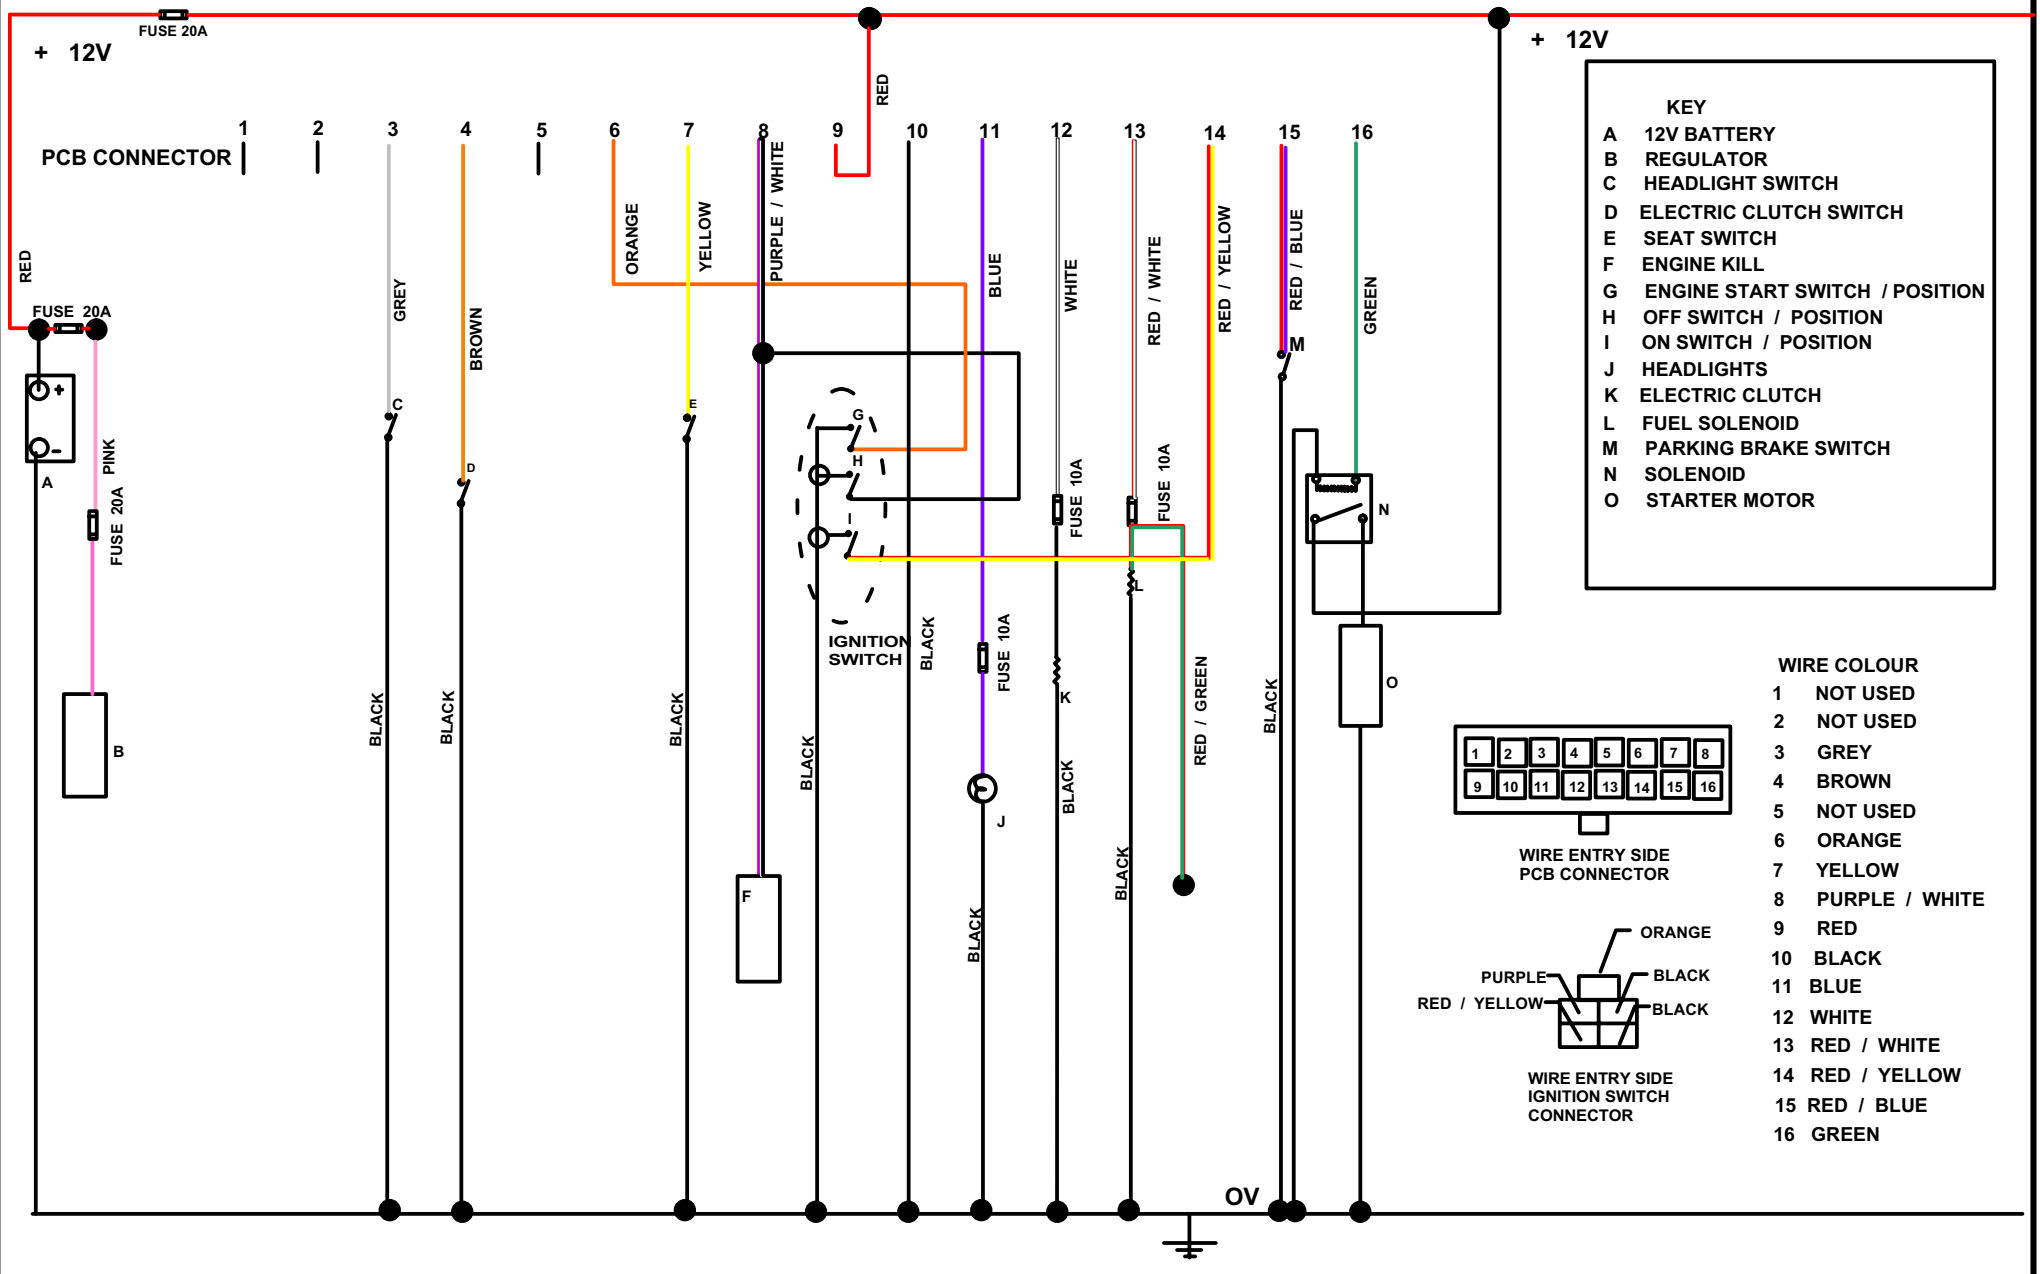 FUSE 20A
+ 12V
+ 12V
RED
1 2 3 4 5 6 7 8 9 10 11 12 13 14 15 16
PCB CONNECTOR
RED
FUSE 20A
+
-
A
PINK
FUSE 20A
B
GREY
C
BLACK
BROWN
D
BLACK
ORANGE
YELLOW
E
BLACK
PURPLE / WHITE
F
G
H
I
IGNITION
SWITCH
BLACK
BLACK
BLUE
FUSE 10A
J
BLACK
WHITE
FUSE 10A
K
BLACK
RED / WHITE
FUSE 10A
L
BLACK
RED / GREEN
RED / YELLOW
RED / BLUE
M
BLACK
GREEN
N
O
OV
KEY
A 12V BATTERY
B REGULATOR
C HEADLIGHT SWITCH
D ELECTRIC CLUTCH SWITCH
E SEAT SWITCH
F ENGINE KILL
G ENGINE START SWITCH / POSITION
H OFF SWITCH / POSITION
I ON SWITCH / POSITION
J HEADLIGHTS
K ELECTRIC CLUTCH
L FUEL SOLENOID
M PARKING BRAKE SWITCH
N SOLENOID
O STARTER MOTOR
WIRE COLOUR
1 NOT USED
2 NOT USED
3 GREY
4 BROWN
5 NOT USED
6 ORANGE
7 YELLOW
8 PURPLE / WHITE
9 RED
10 BLACK
11 BLUE
12 WHITE
13 RED / WHITE
14 RED / YELLOW
15 RED / BLUE
16 GREEN
1 2 3 4 5 6 7 8
9 10 11 12 13 14 15 16
WIRE ENTRY SIDE
PCB CONNECTOR
ORANGE
PURPLE
BLACK
RED / YELLOW
BLACK
WIRE ENTRY SIDE
IGNITION SWITCH
CONNECTOR